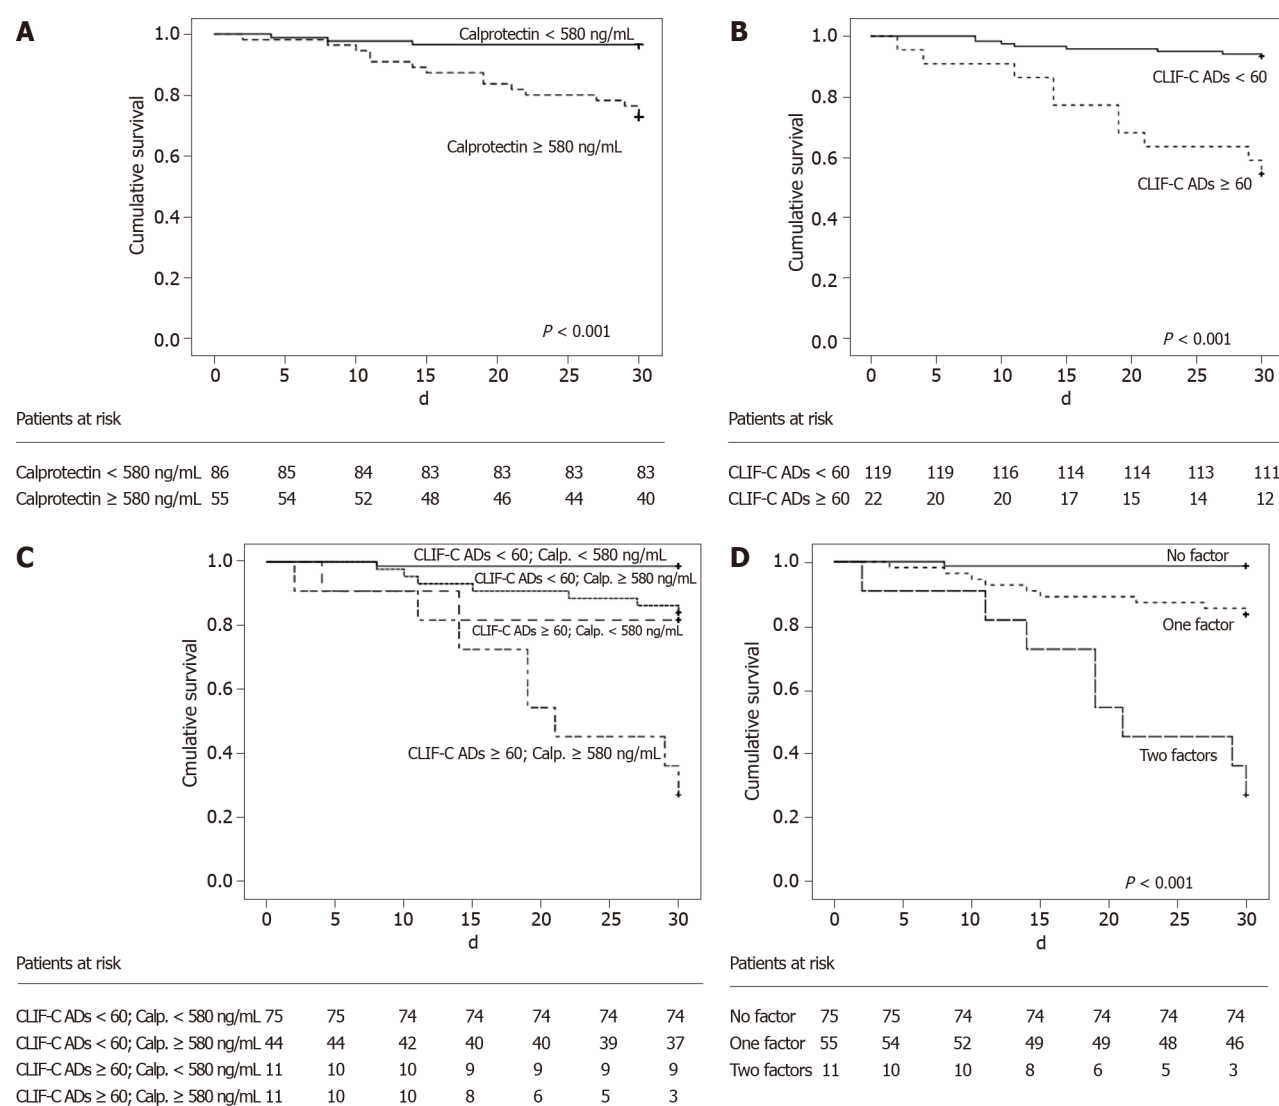 A
1.0
0.8
0.6
0.4
0.2
0.0
Cumulative survival
Calprotectin < 580 ng/mL
Calprotectin ≥ 580 ng/mL
P < 0.001
0 5 10 15 20 25 30
d
Patients at risk
Calprotectin < 580 ng/mL 86 85 84 83 83 83 83
Calprotectin ≥ 580 ng/mL 55 54 52 48 46 44 40
B
1.0
0.8
0.6
0.4
0.2
0.0
Cumulative survival
CLIF-C ADs < 60
CLIF-C ADs ≥ 60
P < 0.001
0 5 10 15 20 25 30
d
Patients at risk
CLIF-C ADs < 60 119 119 116 114 114 113 111
CLIF-C ADs ≥ 60 22 20 20 17 15 14 12
C
1.0
0.8
0.6
0.4
0.2
0.0
Cmulative survival
CLIF-C ADs < 60; Calp. < 580 ng/mL
CLIF-C ADs < 60; Calp. ≥ 580 ng/mL
CLIF-C ADs ≥ 60; Calp. < 580 ng/mL
CLIF-C ADs ≥ 60; Calp. ≥ 580 ng/mL
0 5 10 15 20 25 30
d
Patients at risk
CLIF-C ADs < 60; Calp. < 580 ng/mL 75 75 74 74 74 74 74
CLIF-C ADs < 60; Calp. ≥ 580 ng/mL 44 44 42 40 40 39 37
CLIF-C ADs ≥ 60; Calp. < 580 ng/mL 11 10 10 9 9 9 9
CLIF-C ADs ≥ 60; Calp. ≥ 580 ng/mL 11 10 10 8 6 5 3
D
1.0
0.8
0.6
0.4
0.2
0.0
Cumulative survival
No factor
One factor
Two factors
P < 0.001
0 5 10 15 20 25 30
d
Patients at risk
No factor 75 75 74 74 74 74 74
One factor 55 54 52 49 49 48 46
Two factors 11 10 10 8 6 5 3